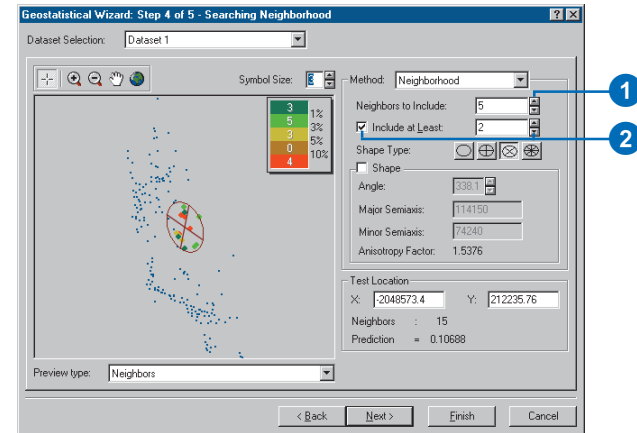 Geostatistical Wizard: Step 4 of 5 - Searching Neighborhood
Dataset Selection: Dataset 1
Symbol Size: 3
3
5
3
0
4
1%
3%
5%
10%
Method: Neighborhood
Neighbors to Include: 5
1
Include at Least: 2
2
Shape Type:
Shape
Angle: 338.1
Major Semiaxis: 114150
Minor Semiaxis: 74240
Anisotropy Factor: 1.5376
Test Location
X: -2048573.4 Y: 212235.76
Neighbors : 15
Prediction = 0.10688
Preview type: Neighbors
< Back Next > Finish Cancel